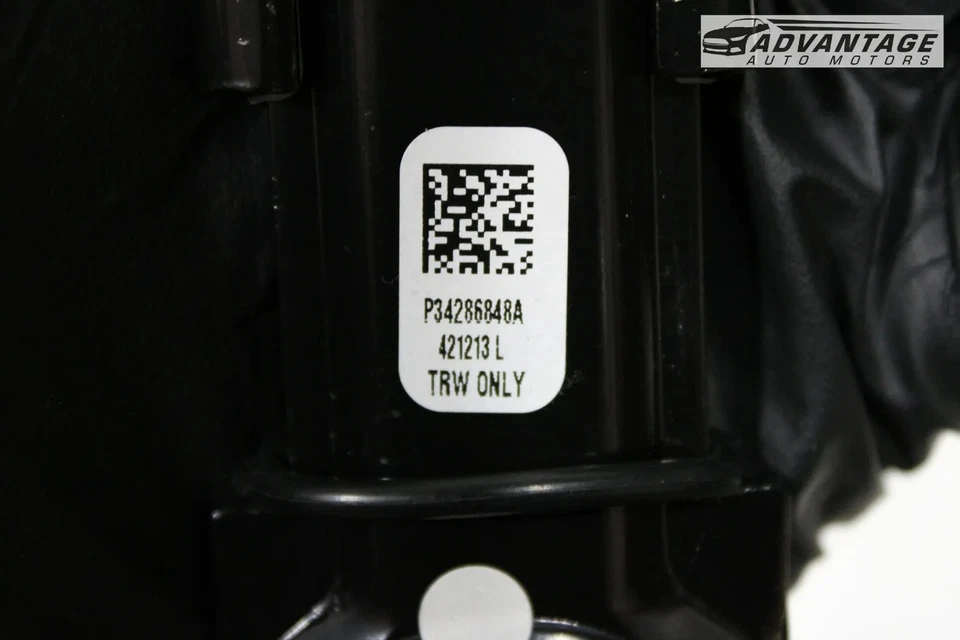 ADVANTAGE
AUTO MOTORS
P34286848A
421213 L
TRW ONLY